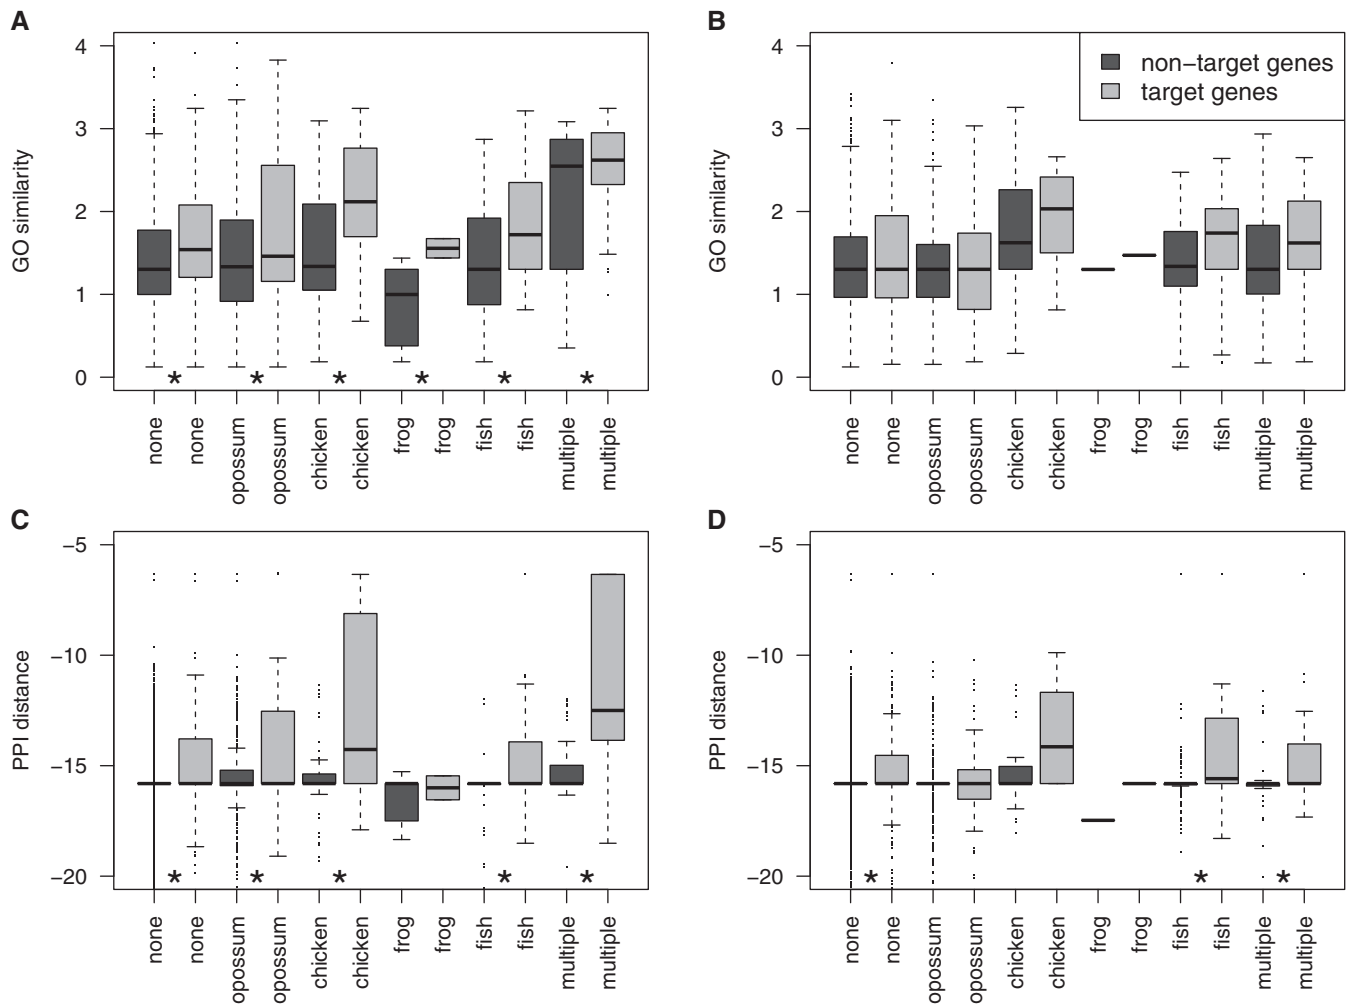 A
4
3
2
1
0
GO similarity
* * * * * *
none none opossum opossum chicken chicken frog frog fish fish multiple multiple
B
4
3
2
1
0
GO similarity
non−target genes
target genes
none none opossum opossum chicken chicken frog frog fish fish multiple multiple
C
−5
−10
−15
−20
PPI distance
* * * * *
none none opossum opossum chicken chicken frog frog fish fish multiple multiple
D
−5
−10
−15
−20
PPI distance
* * *
none none opossum opossum chicken chicken frog frog fish fish multiple multiple